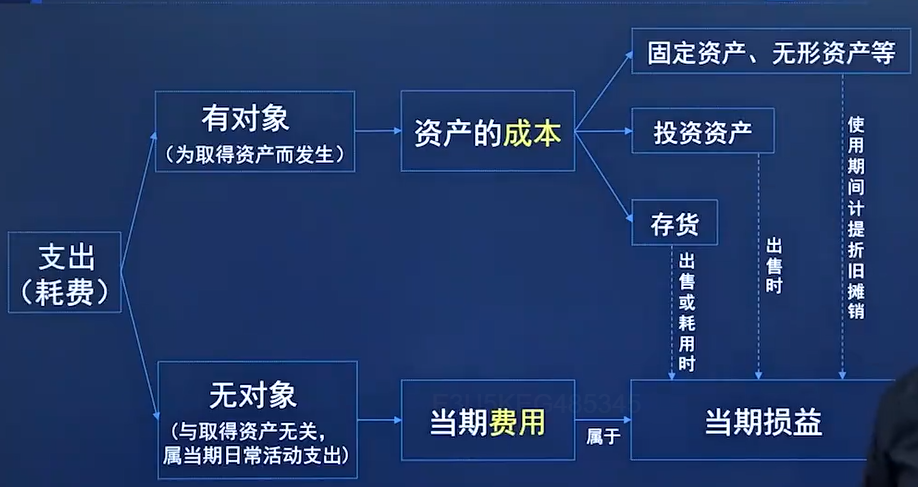 固定资产、无形资产等
有对象
（为取得资产而发生）
资产的成本
投资资产
使用期间计提折旧摊销
存货
支出
（耗费）
出售时
出售或耗用时
无对象
（与取得资产无关，
属当期日常活动支出）
当期费用
属于
当期损益